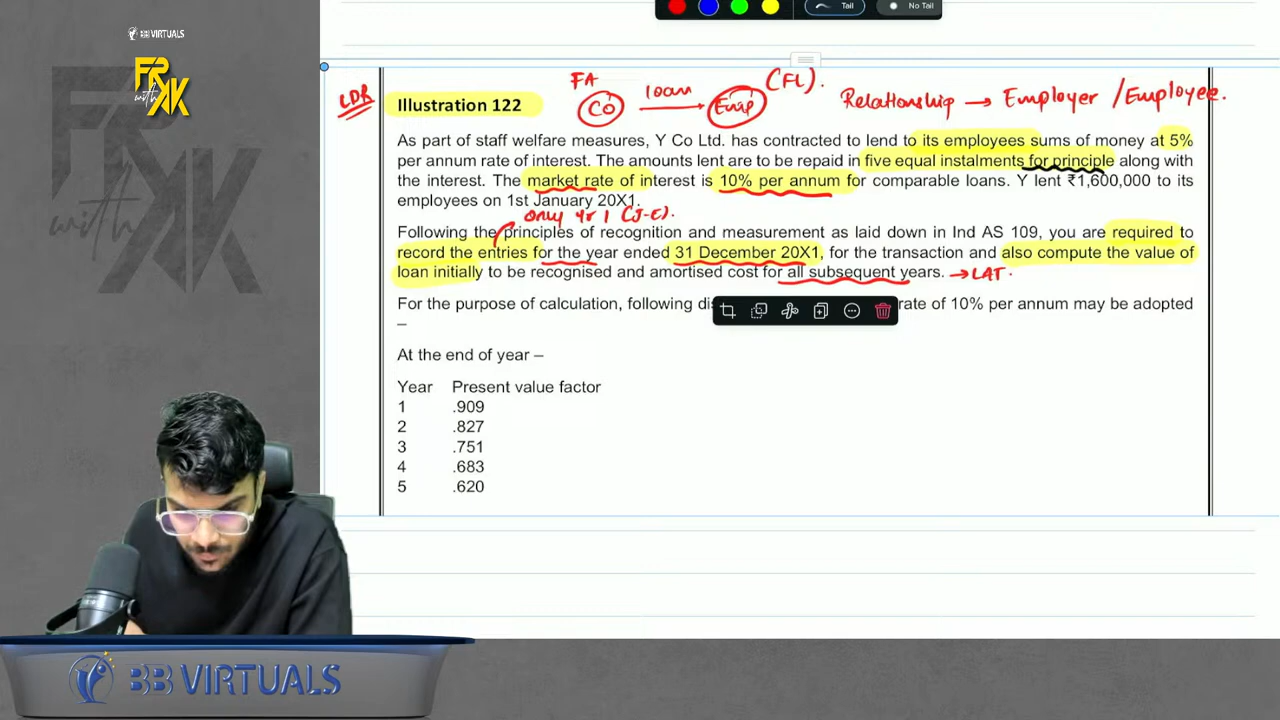 Tail
No Tail
BB VIRTUALS
FR
with AK
FR
with AK
LDR
FA
Co
loan
Emp
(FL).
Relationship → Employer / Employee.
Illustration 122
As part of staff welfare measures, Y Co Ltd. has contracted to lend to its employees sums of money at 5%
per annum rate of interest. The amounts lent are to be repaid in five equal instalments for principle along with
the interest. The market rate of interest is 10% per annum for comparable loans. Y lent ₹1,600,000 to its
employees on 1st January 20X1.
only yr 1 (J-E).
Following the principles of recognition and measurement as laid down in Ind AS 109, you are required to
record the entries for the year ended 31 December 20X1, for the transaction and also compute the value of
loan initially to be recognised and amortised cost for all subsequent years. → LAT.
For the purpose of calculation, following dis rate of 10% per annum may be adopted
–
At the end of year –
Year Present value factor
1 .909
2 .827
3 .751
4 .683
5 .620
BB VIRTUALS